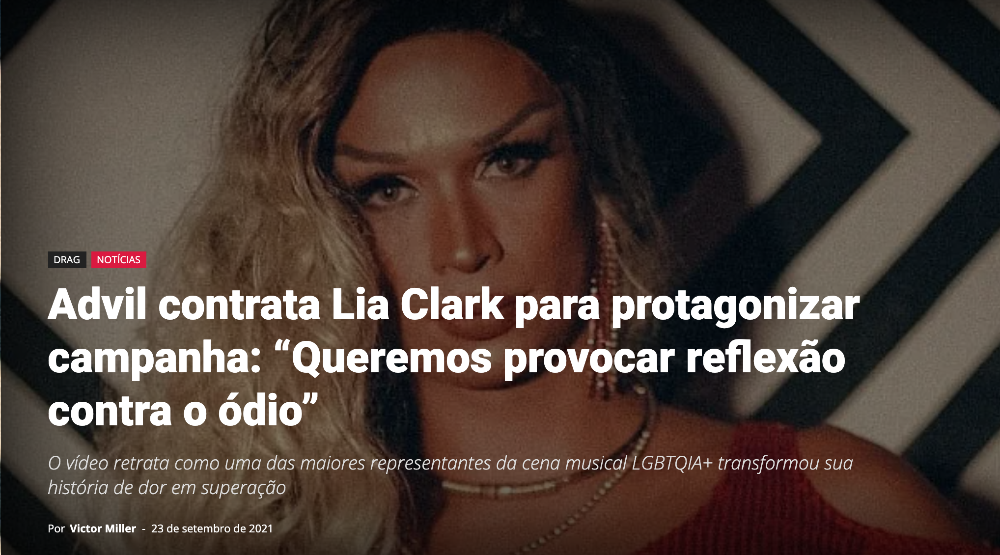 DRAG NOTÍCIAS
Advil contrata Lia Clark para protagonizar
campanha: “Queremos provocar reflexão
contra o ódio”
O vídeo retrata como uma das maiores representantes da cena musical LGBTQIA+ transformou sua
história de dor em superação
Por Victor Miller - 23 de setembro de 2021